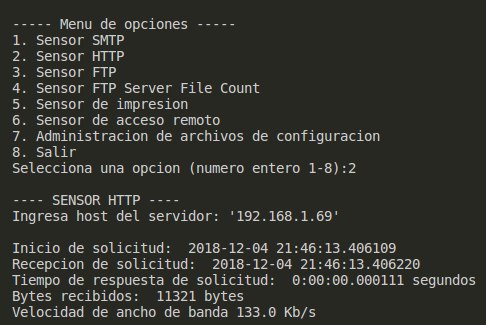 ----- Menu de opciones -----
1. Sensor SMTP
2. Sensor HTTP
3. Sensor FTP
4. Sensor FTP Server File Count
5. Sensor de impresion
6. Sensor de acceso remoto
7. Administracion de archivos de configuracion
8. Salir
Selecciona una opcion (numero entero 1-8):2
---- SENSOR HTTP ----
Ingresa host del servidor: '192.168.1.69'
Inicio de solicitud:  2018-12-04 21:46:13.406109
Recepcion de solicitud:  2018-12-04 21:46:13.406220
Tiempo de respuesta de solicitud:  0:00:00.000111 segundos
Bytes recibidos:  11321 bytes
Velocidad de ancho de banda 133.0 Kb/s